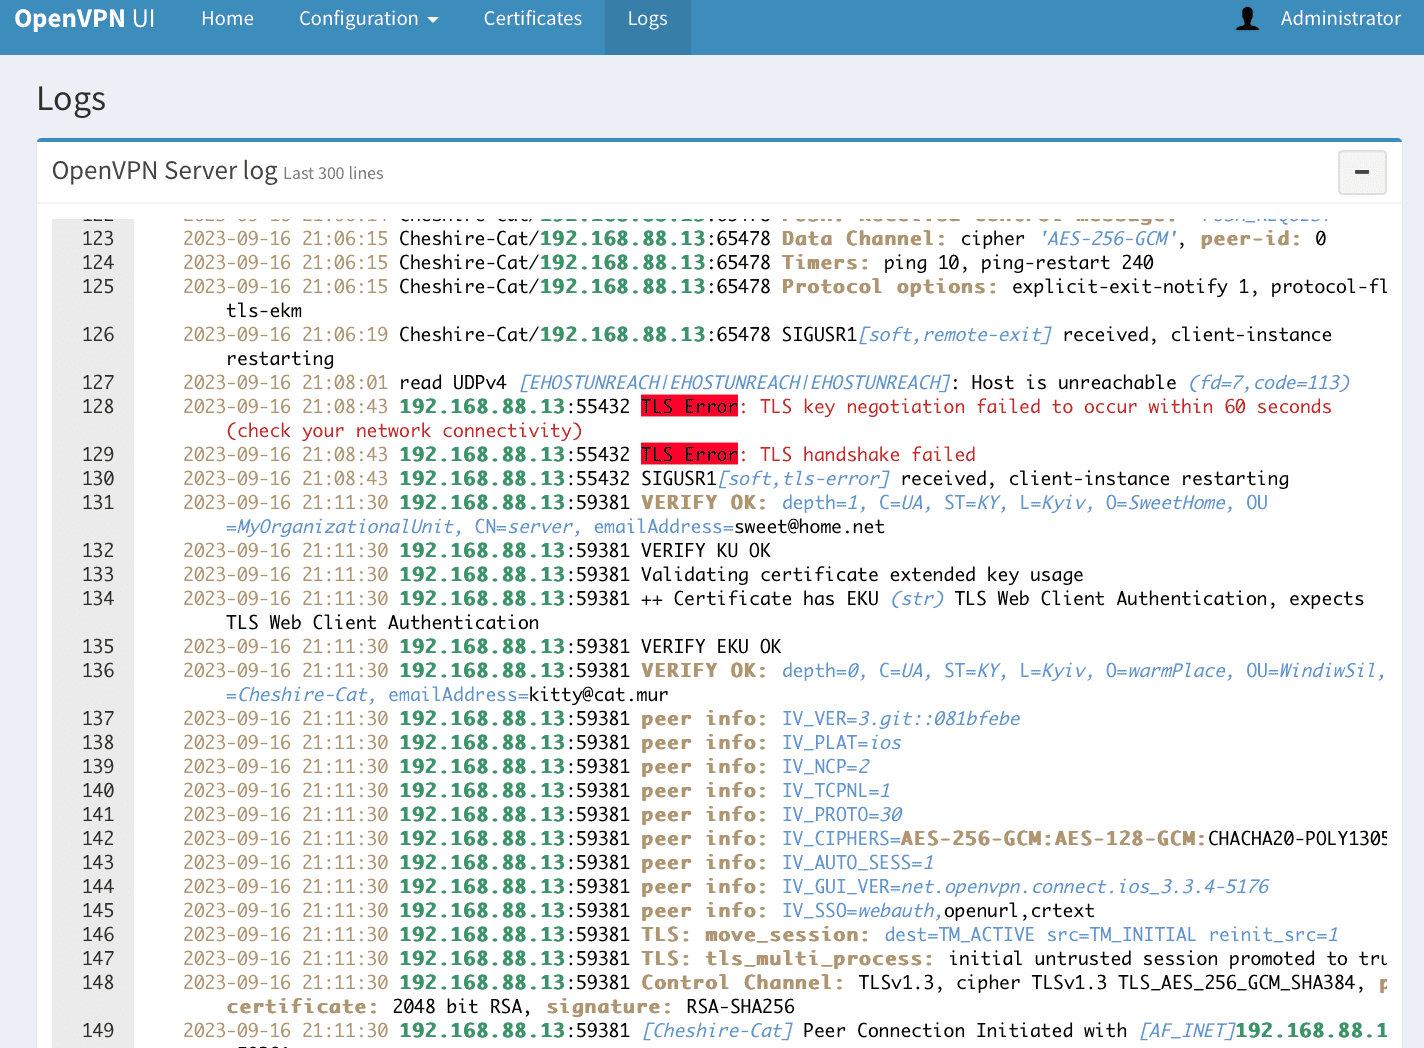 OpenVPN UI Home Configuration Certificates Logs Administrator
Logs
OpenVPN Server log Last 300 lines
123 2023-09-16 21:06:15 Cheshire-Cat/192.168.88.13:65478 Data Channel: cipher 'AES-256-GCM', peer-id: 0
124 2023-09-16 21:06:15 Cheshire-Cat/192.168.88.13:65478 Timers: ping 10, ping-restart 240
125 2023-09-16 21:06:15 Cheshire-Cat/192.168.88.13:65478 Protocol options: explicit-exit-notify 1, protocol-fl
tls-ekm
126 2023-09-16 21:06:19 Cheshire-Cat/192.168.88.13:65478 SIGUSR1[soft,remote-exit] received, client-instance
restarting
127 2023-09-16 21:08:01 read UDPv4 [EHOSTUNREACH|EHOSTUNREACH|EHOSTUNREACH]: Host is unreachable (fd=7,code=113)
128 2023-09-16 21:08:43 192.168.88.13:55432 TLS Error: TLS key negotiation failed to occur within 60 seconds
(check your network connectivity)
129 2023-09-16 21:08:43 192.168.88.13:55432 TLS Error: TLS handshake failed
130 2023-09-16 21:08:43 192.168.88.13:55432 SIGUSR1[soft,tls-error] received, client-instance restarting
131 2023-09-16 21:11:30 192.168.88.13:59381 VERIFY OK: depth=1, C=UA, ST=KY, L=Kyiv, O=SweetHome, OU
=MyOrganizationalUnit, CN=server, emailAddress=sweet@home.net
132 2023-09-16 21:11:30 192.168.88.13:59381 VERIFY KU OK
133 2023-09-16 21:11:30 192.168.88.13:59381 Validating certificate extended key usage
134 2023-09-16 21:11:30 192.168.88.13:59381 ++ Certificate has EKU (str) TLS Web Client Authentication, expects
TLS Web Client Authentication
135 2023-09-16 21:11:30 192.168.88.13:59381 VERIFY EKU OK
136 2023-09-16 21:11:30 192.168.88.13:59381 VERIFY OK: depth=0, C=UA, ST=KY, L=Kyiv, O=warmPlace, OU=WindiwSil,
=Cheshire-Cat, emailAddress=kitty@cat.mur
137 2023-09-16 21:11:30 192.168.88.13:59381 peer info: IV_VER=3.git::081bfebe
138 2023-09-16 21:11:30 192.168.88.13:59381 peer info: IV_PLAT=ios
139 2023-09-16 21:11:30 192.168.88.13:59381 peer info: IV_NCP=2
140 2023-09-16 21:11:30 192.168.88.13:59381 peer info: IV_TCPNL=1
141 2023-09-16 21:11:30 192.168.88.13:59381 peer info: IV_PROTO=30
142 2023-09-16 21:11:30 192.168.88.13:59381 peer info: IV_CIPHERS=AES-256-GCM:AES-128-GCM:CHACHA20-POLY1305
143 2023-09-16 21:11:30 192.168.88.13:59381 peer info: IV_AUTO_SESS=1
144 2023-09-16 21:11:30 192.168.88.13:59381 peer info: IV_GUI_VER=net.openvpn.connect.ios_3.3.4-5176
145 2023-09-16 21:11:30 192.168.88.13:59381 peer info: IV_SSO=webauth,openurl,crtext
146 2023-09-16 21:11:30 192.168.88.13:59381 TLS: move_session: dest=TM_ACTIVE src=TM_INITIAL reinit_src=1
147 2023-09-16 21:11:30 192.168.88.13:59381 TLS: tls_multi_process: initial untrusted session promoted to tru
148 2023-09-16 21:11:30 192.168.88.13:59381 Control Channel: TLSv1.3, cipher TLSv1.3 TLS_AES_256_GCM_SHA384, p
certificate: 2048 bit RSA, signature: RSA-SHA256
149 2023-09-16 21:11:30 192.168.88.13:59381 [Cheshire-Cat] Peer Connection Initiated with [AF_INET]192.168.88.1